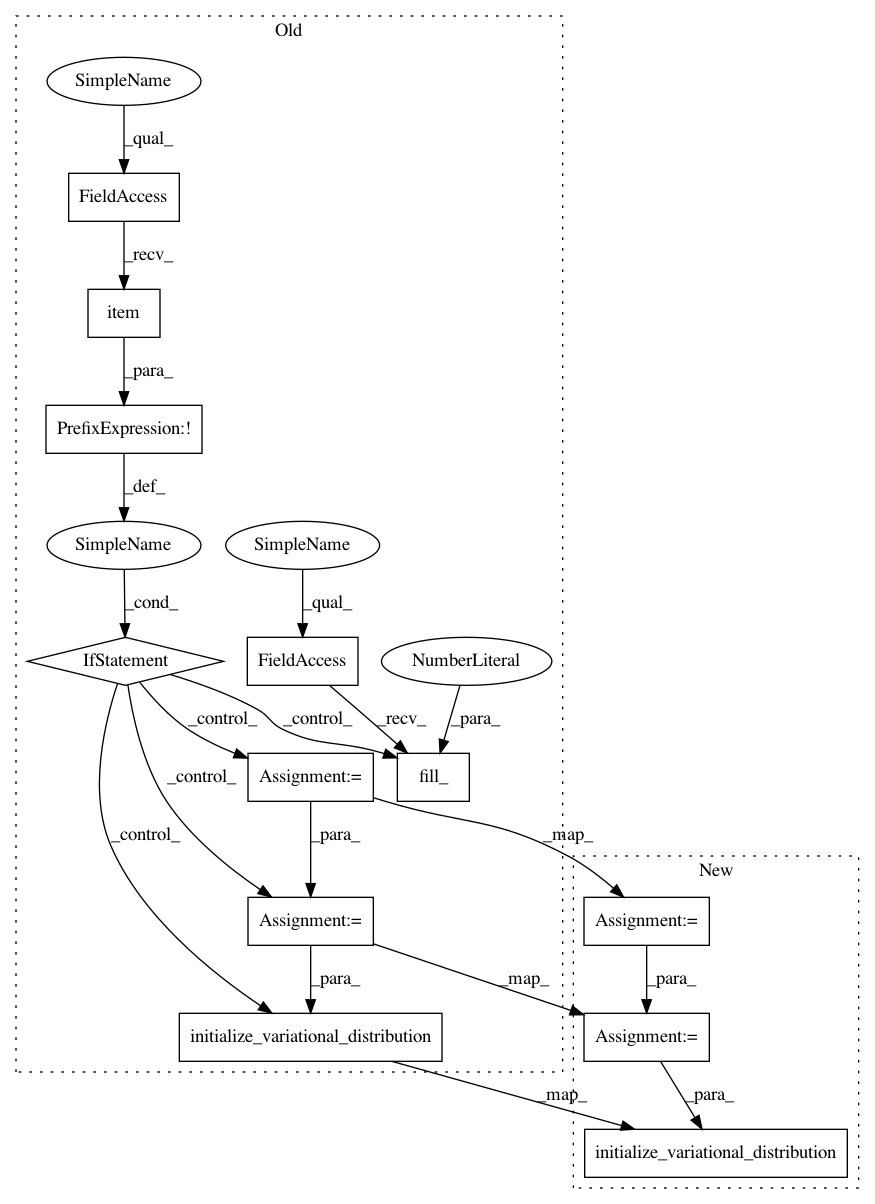 Old
SimpleName
_qual_
FieldAccess
_recv_
item
_para_
PrefixExpression:!
_def_
SimpleName
SimpleName
_cond_
_qual_
IfStatement
FieldAccess
NumberLiteral
_control_
_control_
_recv_
_para_
_control_
Assignment:=
fill_
_control_
_para_
_map_
New
Assignment:=
Assignment:=
_para_
_map_
_para_
initialize_variational_distribution
Assignment:=
_map_
_para_
initialize_variational_distribution